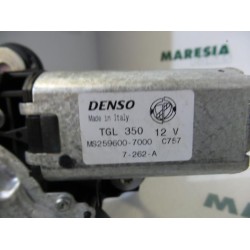 MARESIA
DENSO
Made in Italy
TGL 350 12 V
MS259600-7000 C757
7-262-A